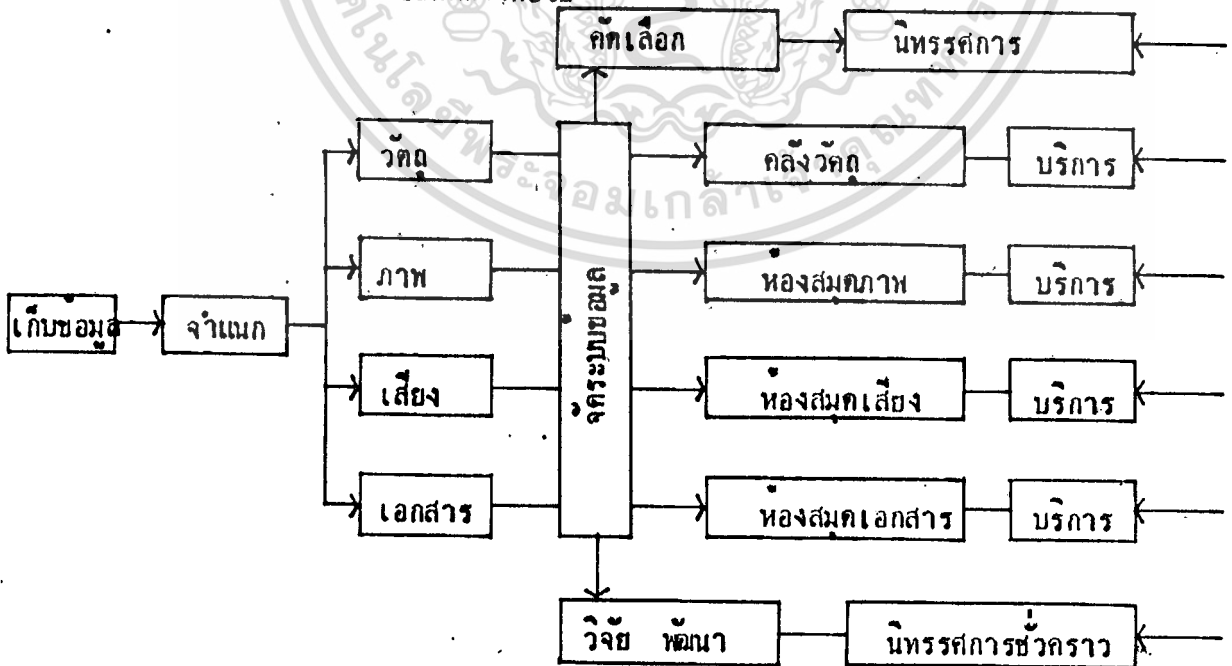 คัดเลือก
นิทรรศการ
วัตถุ
คลังวัตถุ
บริการ
ภาพ
ห้องสมุดภาพ
บริการ
เก็บข้อมูล
จำแนก
จัดระบบข้อมูล
เสียง
ห้องสมุดเสียง
บริการ
เอกสาร
ห้องสมุดเอกสาร
บริการ
วิจัย พัฒนา
นิทรรศการชั่วคราว